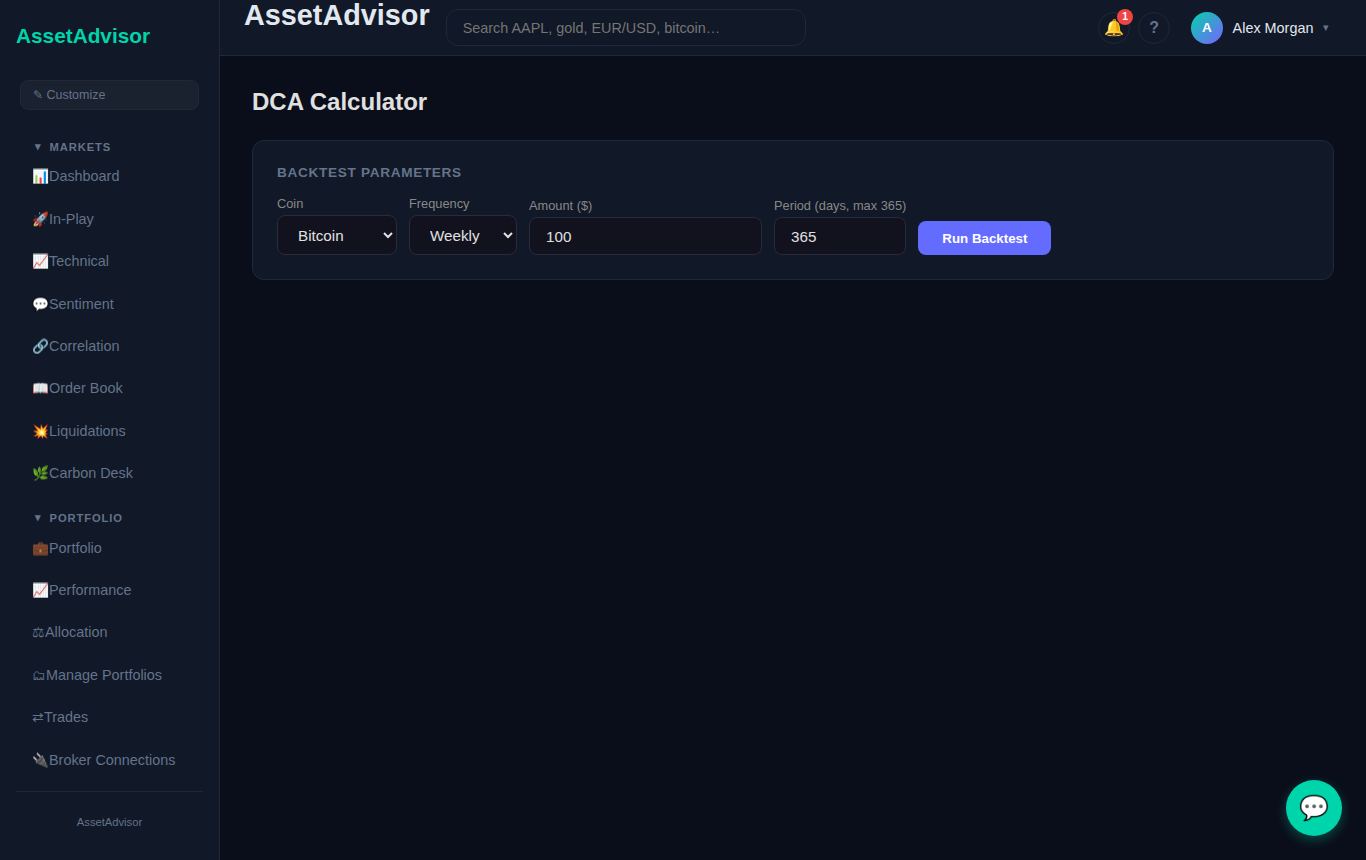 AssetAdvisor
✎ Customize
▼ MARKETS
Dashboard
In-Play
Technical
Sentiment
Correlation
Order Book
Liquidations
Carbon Desk
▼ PORTFOLIO
Portfolio
Performance
Allocation
Manage Portfolios
Trades
Broker Connections
AssetAdvisor
AssetAdvisor
Search AAPL, gold, EUR/USD, bitcoin…
1
?
A
Alex Morgan ▾
DCA Calculator
BACKTEST PARAMETERS
Coin
Frequency
Amount ($)
Period (days, max 365)
Bitcoin
Weekly
100
365
Run Backtest